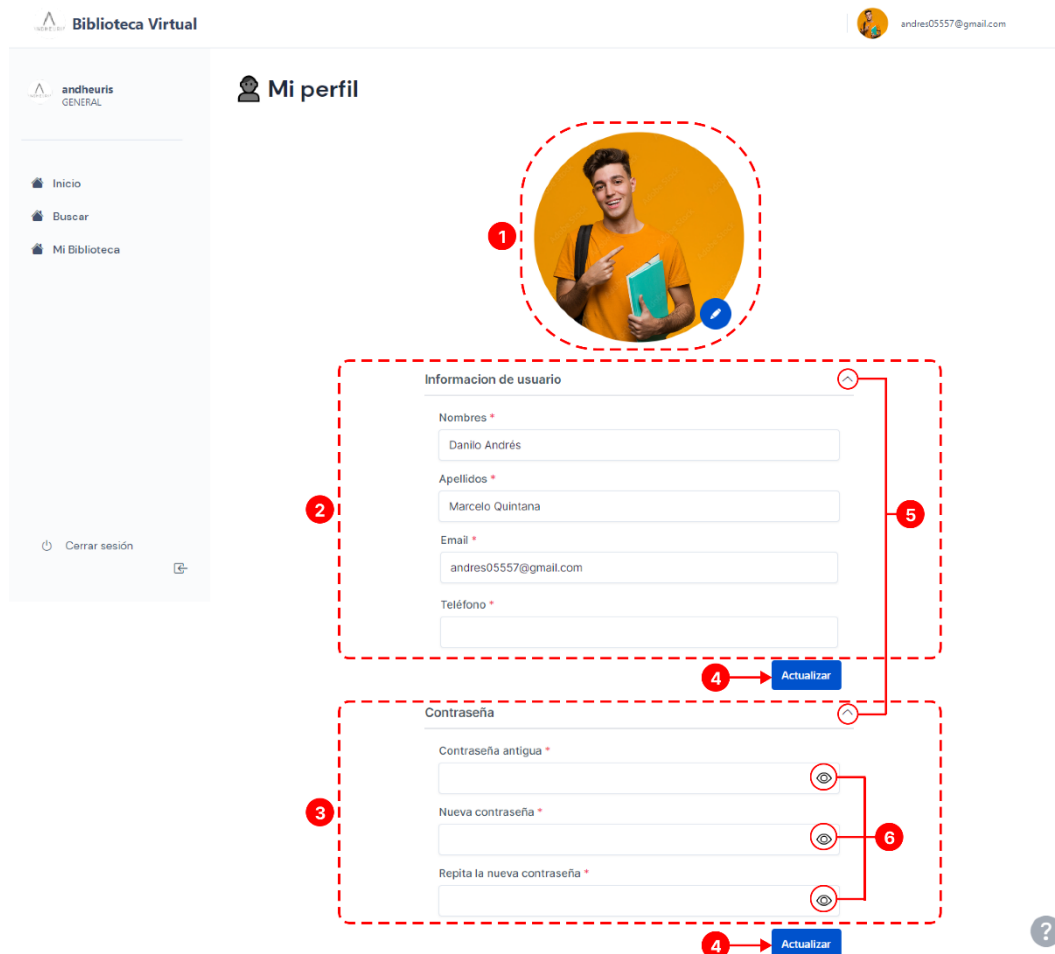 Biblioteca Virtual
andres05557@gmail.com
andheuris
GENERAL
Mi perfil
Inicio
Buscar
Mi Biblioteca
1
Informacion de usuario
Nombres *
Danilo Andrés
Apellidos *
Marcelo Quintana
2
5
Email *
andres05557@gmail.com
Cerrar sesión
Teléfono *
4
Actualizar
Contraseña
Contraseña antigua *
3
Nueva contraseña *
6
Repita la nueva contraseña *
?
4
Actualizar